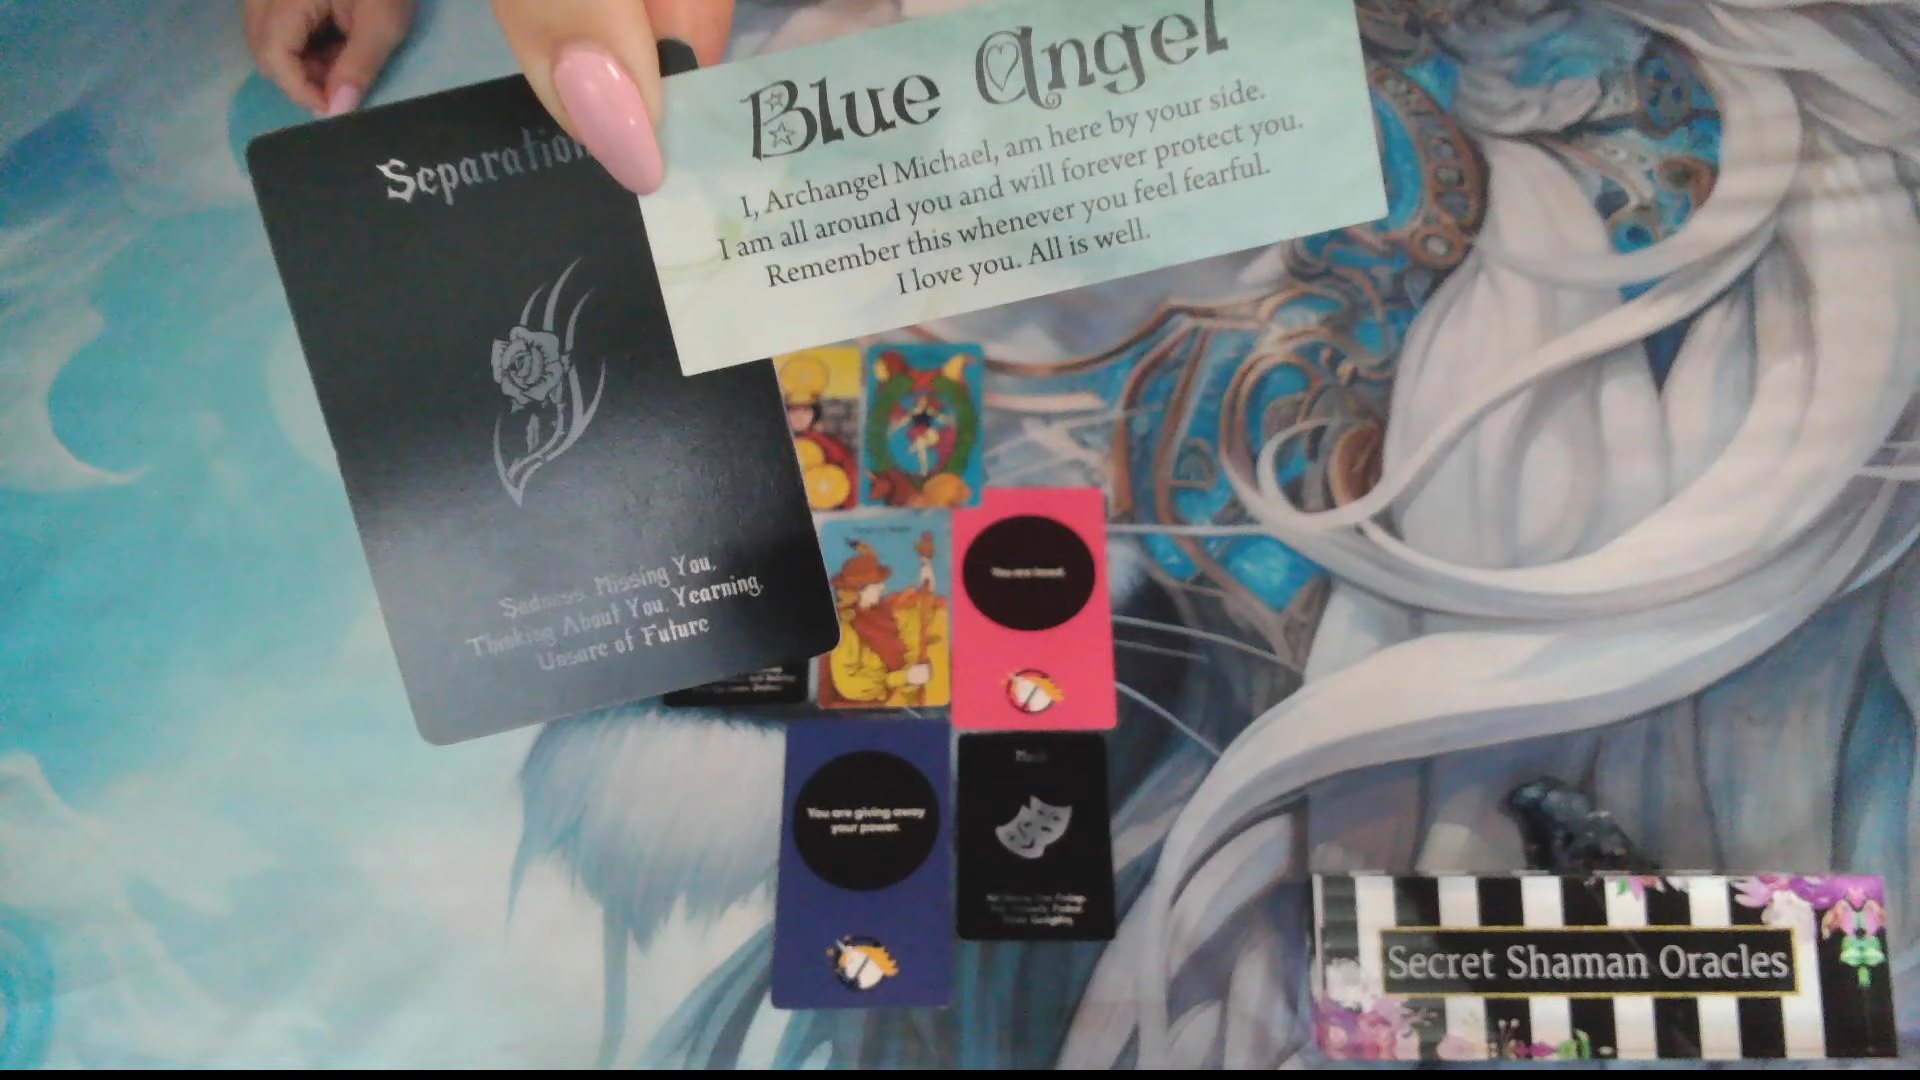 Blue Angel
I, Archangel Michael, am here by your side.
I am all around you and will forever protect you.
Remember this whenever you feel fearful.
I love you. All is well.
Separation
Sadness, Missing You,
Thinking About You, Yearning,
Unsure of Future
You are loved.
You are giving away
your power.
Secret Shaman Oracles